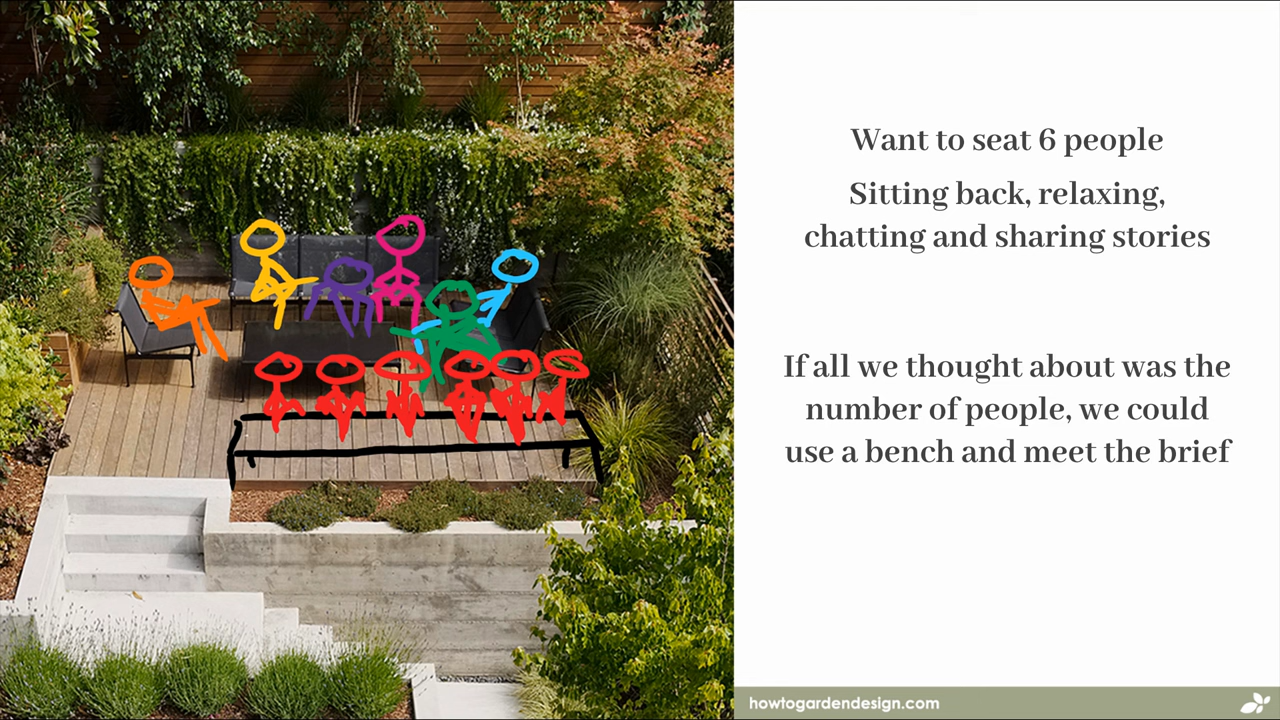 Want to seat 6 people
Sitting back, relaxing,
chatting and sharing stories
If all we thought about was the
number of people, we could
use a bench and meet the brief
howtogardendesign.com